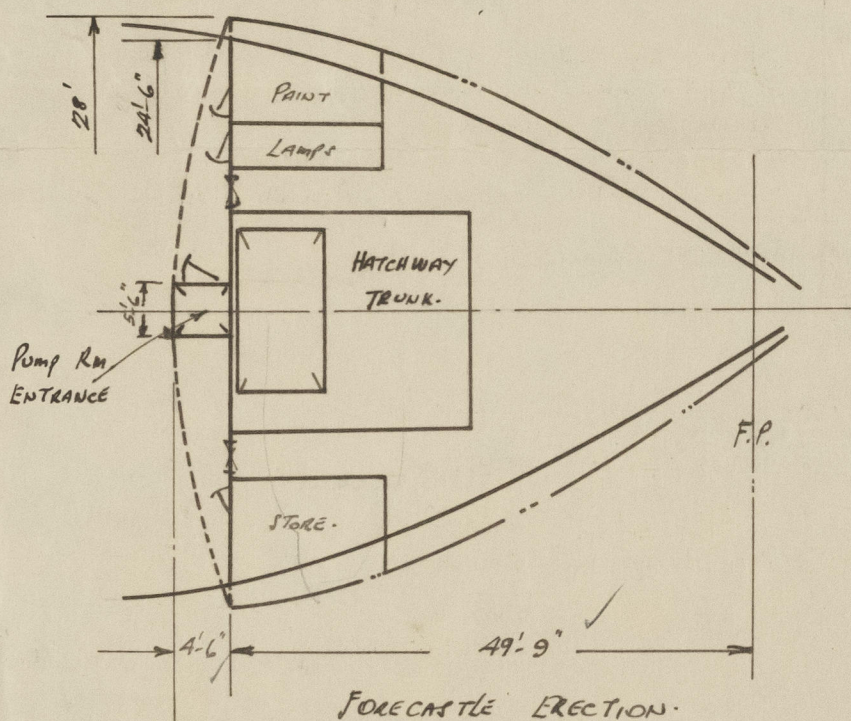 28'
24'-6"
PAINT
LAMPS
HATCHWAY
TRUNK.
5'-6"
PUMP RM
ENTRANCE
F.P.
STORE.
4'-6"
49'-9"
FORECASTLE ERECTION.